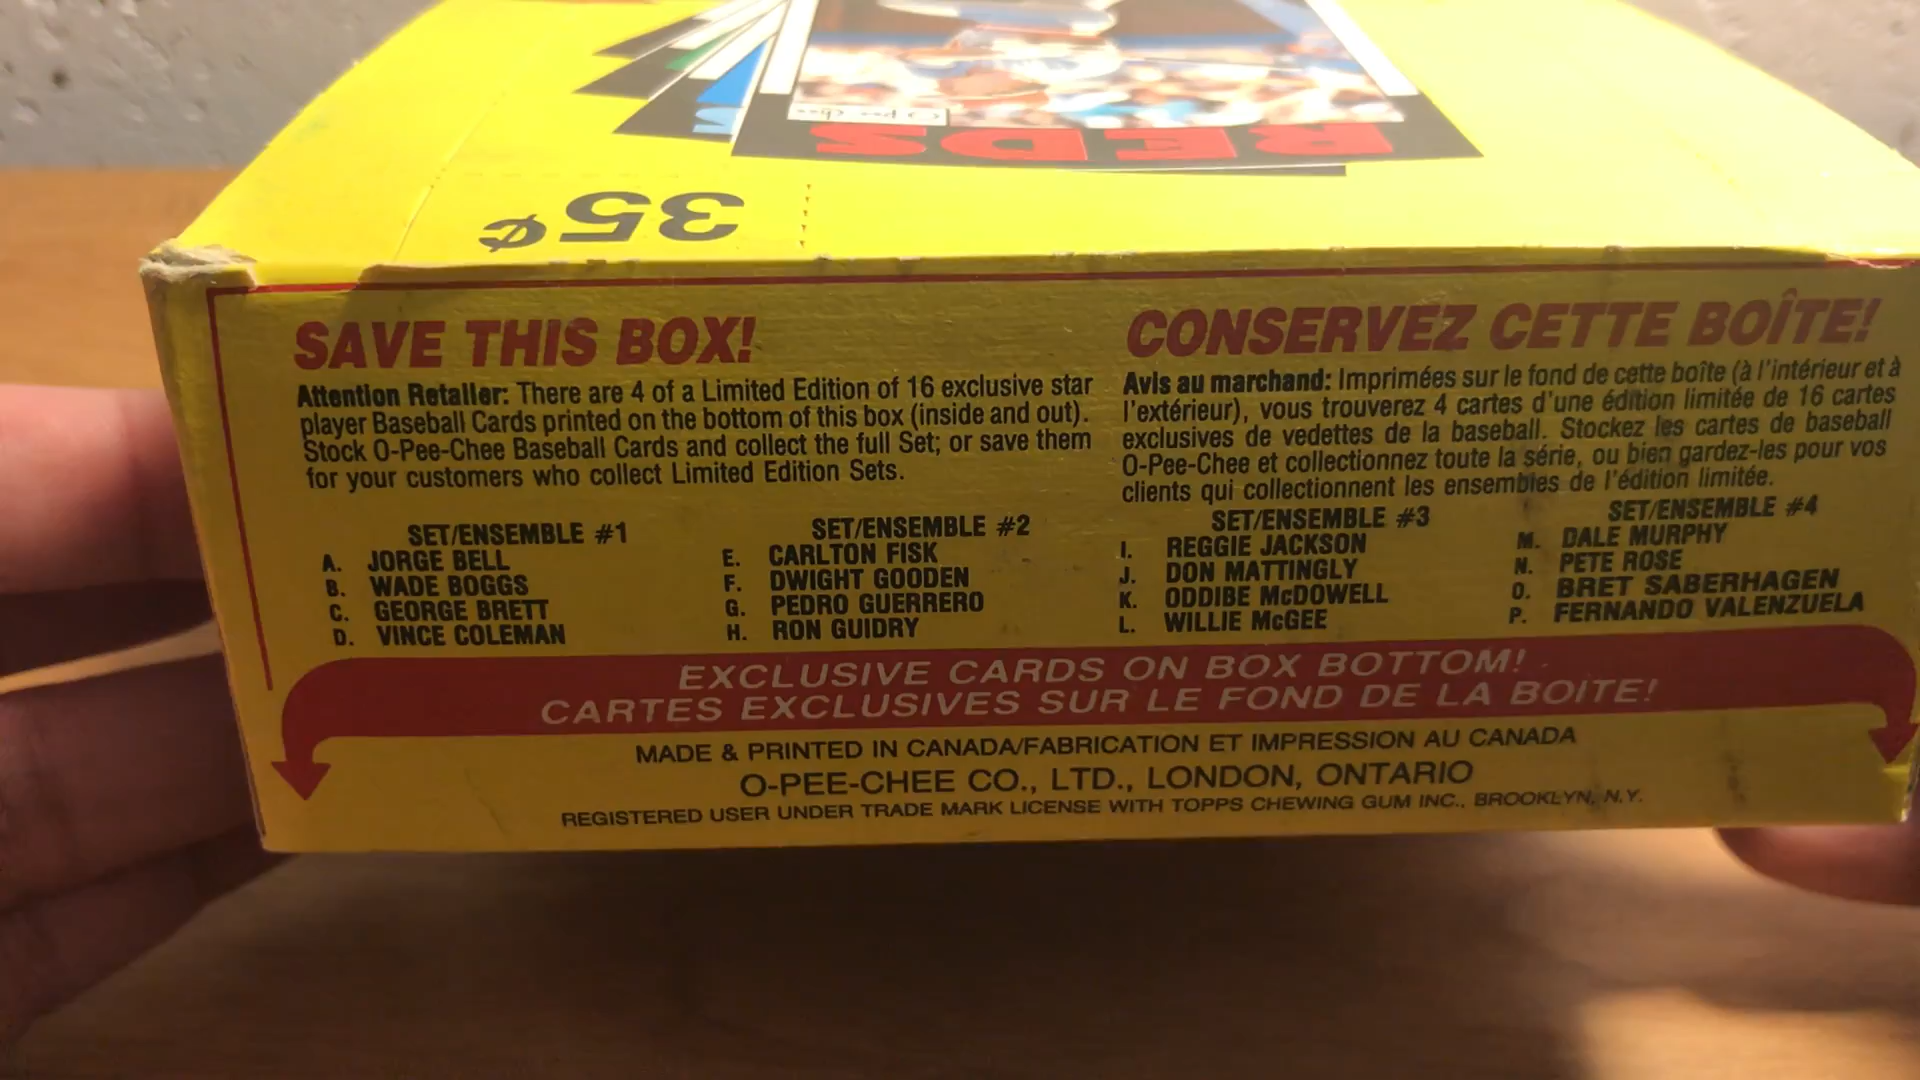 O-Pee-Chee
REDS
35¢
SAVE THIS BOX!
Attention Retailer: There are 4 of a Limited Edition of 16 exclusive star
player Baseball Cards printed on the bottom of this box (inside and out).
Stock O-Pee-Chee Baseball Cards and collect the full Set; or save them
for your customers who collect Limited Edition Sets.
CONSERVEZ CETTE BOÎTE!
Avis au marchand: Imprimées sur le fond de cette boîte (à l'intérieur et à
l'extérieur), vous trouverez 4 cartes d'une édition limitée de 16 cartes
exclusives de vedettes de la baseball. Stockez les cartes de baseball
O-Pee-Chee et collectionnez toute la série, ou bien gardez-les pour vos
clients qui collectionnent les ensembles de l'édition limitée.
SET/ENSEMBLE #1
A. JORGE BELL
B. WADE BOGGS
C. GEORGE BRETT
D. VINCE COLEMAN
SET/ENSEMBLE #2
E. CARLTON FISK
F. DWIGHT GOODEN
G. PEDRO GUERRERO
H. RON GUIDRY
SET/ENSEMBLE #3
I. REGGIE JACKSON
J. DON MATTINGLY
K. ODDIBE McDOWELL
L. WILLIE McGEE
SET/ENSEMBLE #4
M. DALE MURPHY
N. PETE ROSE
O. BRET SABERHAGEN
P. FERNANDO VALENZUELA
EXCLUSIVE CARDS ON BOX BOTTOM!
CARTES EXCLUSIVES SUR LE FOND DE LA BOITE!
MADE & PRINTED IN CANADA/FABRICATION ET IMPRESSION AU CANADA
O-PEE-CHEE CO., LTD., LONDON, ONTARIO
REGISTERED USER UNDER TRADE MARK LICENSE WITH TOPPS CHEWING GUM INC., BROOKLYN, N.Y.